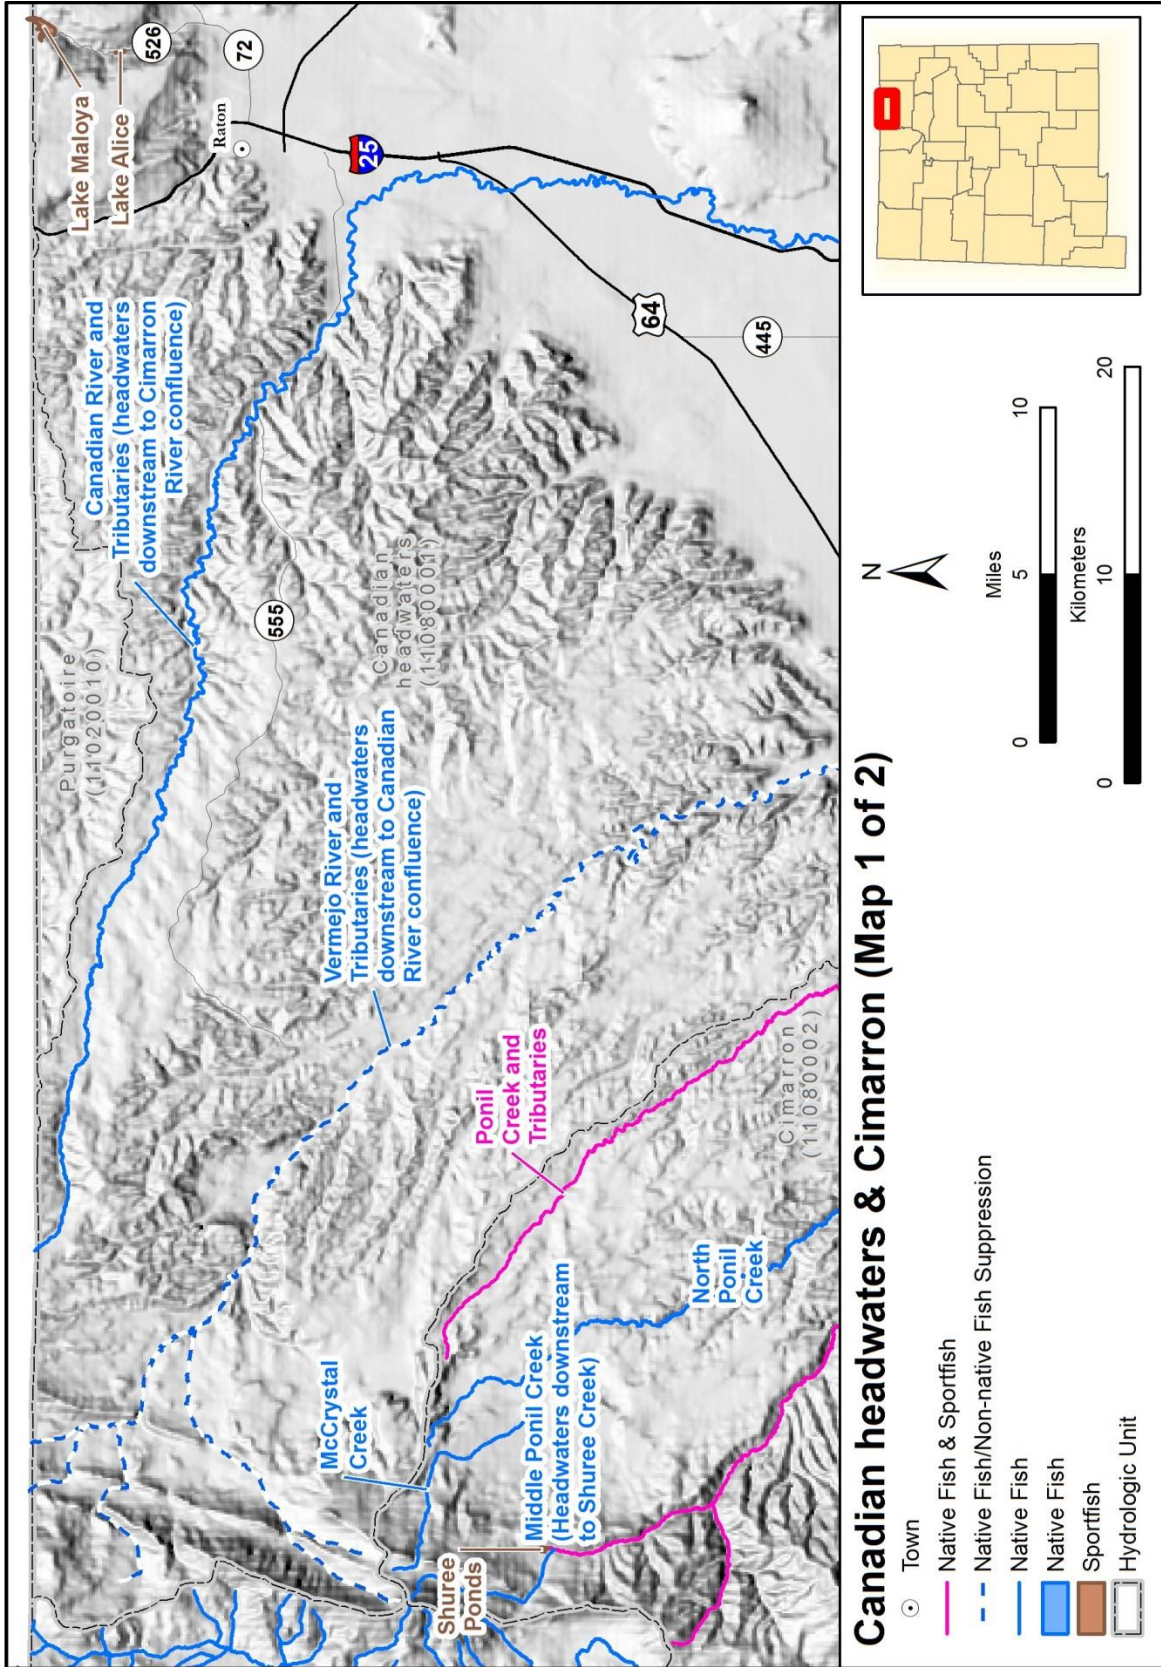 Lake Maloya
Lake Alice
526
72
Raton
25
Canadian River and
Tributaries (headwaters
downstream to Cimarron
River confluence)
Purgatoire
(11020010)
555
Canadian
headwaters
(11080001)
64
445
Vermejo River and
Tributaries (headwaters
downstream to Canadian
River confluence)
Ponil
Creek and
Tributaries
Cimarron
(11080002)
McCrystal
Creek
North
Ponil
Creek
Middle Ponil Creek
(Headwaters downstream
to Shuree Creek)
Shuree
Ponds
Canadian headwaters & Cimarron (Map 1 of 2)
Town
Native Fish & Sportfish
Native Fish/Non-native Fish Suppression
Native Fish
Native Fish
Sportfish
Hydrologic Unit
N
Miles
0 5 10
Kilometers
0 10 20